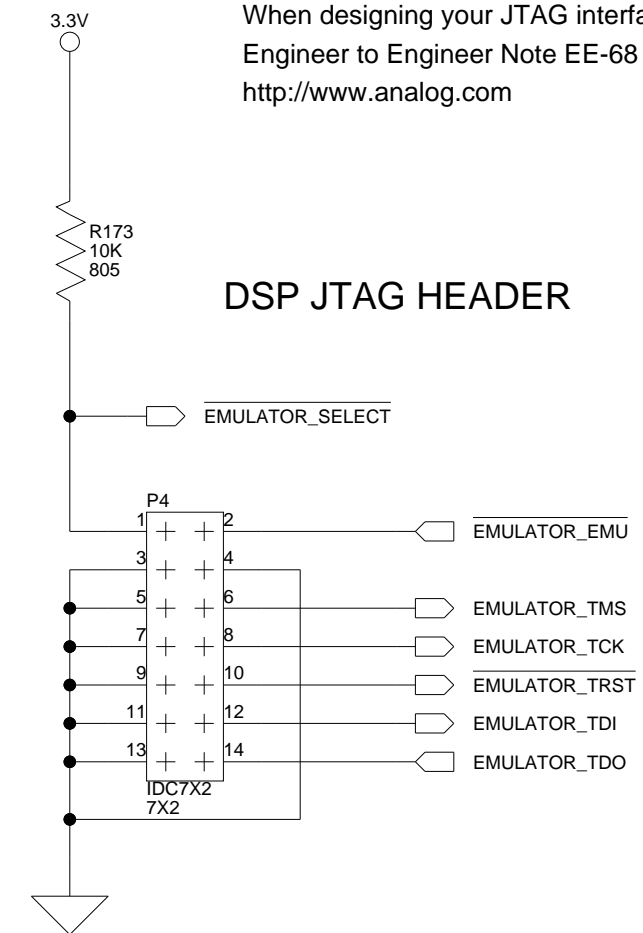 When designing your JTAG
Engineer to Engineer Note EE-68
http://www.analog.com
3.3V
R173
10K
805
DSP JTAG HEADER
EMULATOR_SELECT
P4
1 2 EMULATOR_EMU
3 4
5 6 EMULATOR_TMS
7 8 EMULATOR_TCK
9 10 EMULATOR_TRST
11 12 EMULATOR_TDI
13 14 EMULATOR_TDO
IDC7X2
7X2